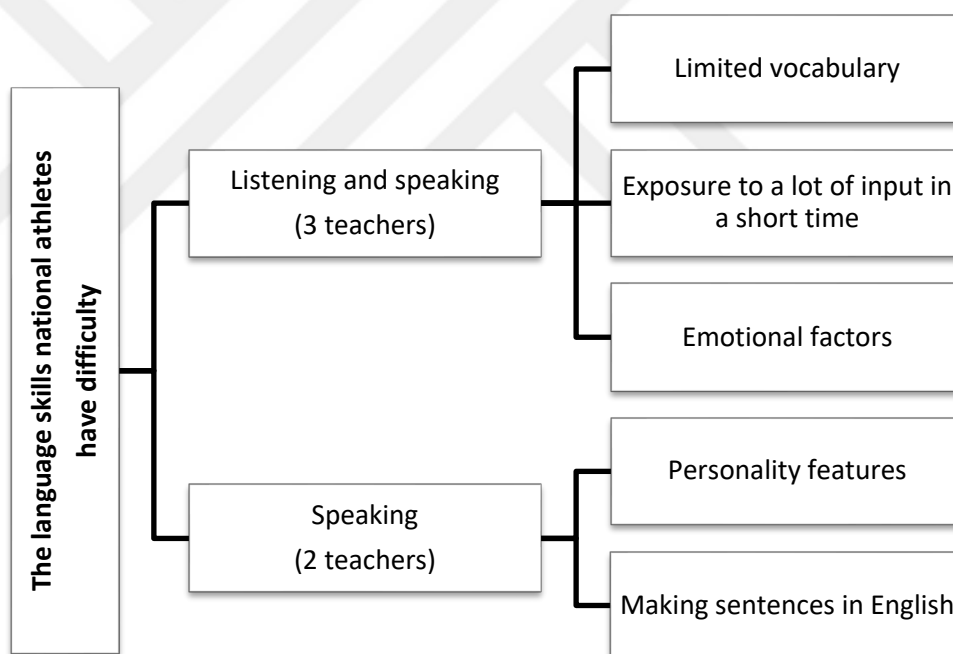 The language skills national athletes
have difficulty
Listening and speaking
(3 teachers)
Limited vocabulary
Exposure to a lot of input in
a short time
Emotional factors
Speaking
(2 teachers)
Personality features
Making sentences in English